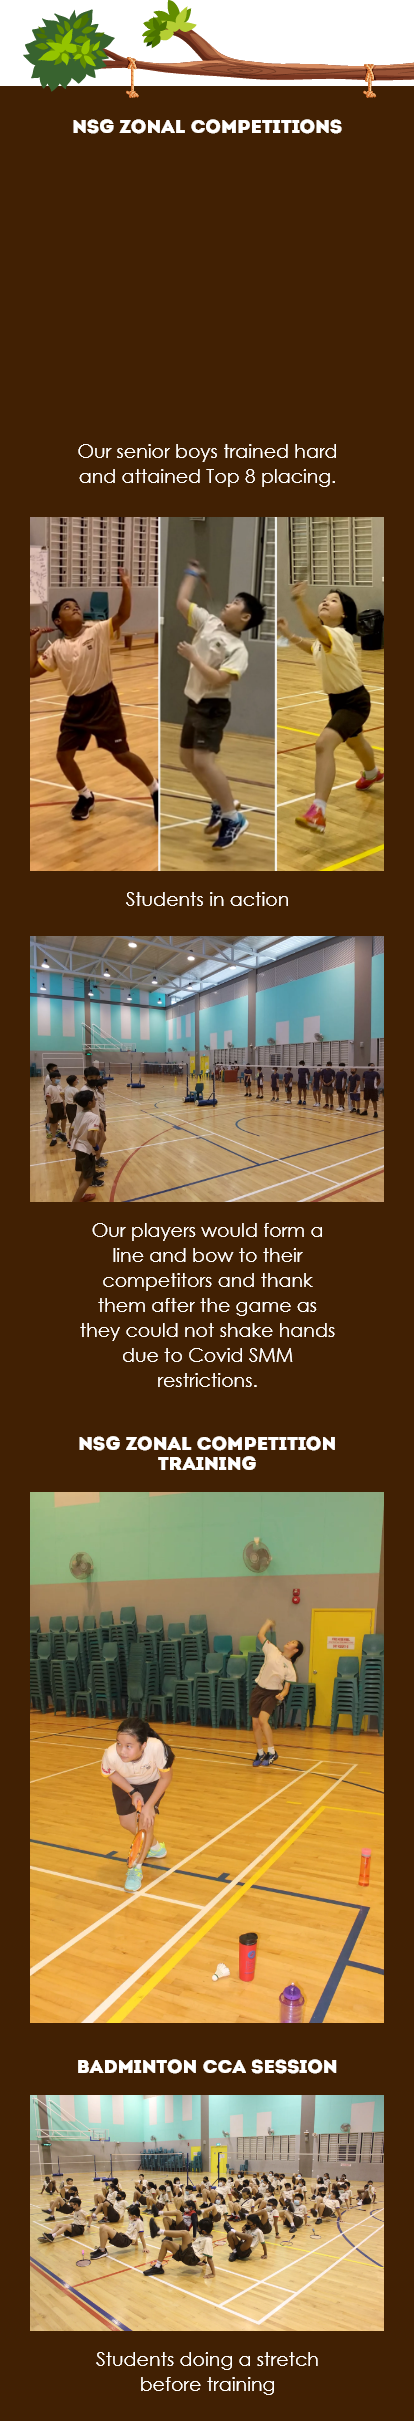 NSG ZONAL COMPETITIONS
Our senior boys trained hard
and attained Top 8 placing.
Students in action
Our players would form a
line and bow to their
competitors and thank
them after the game as
they could not shake hands
due to Covid SMM
restrictions.
NSG ZONAL COMPETITION
TRAINING
BADMINTON CCA SESSION
Students doing a stretch
before training